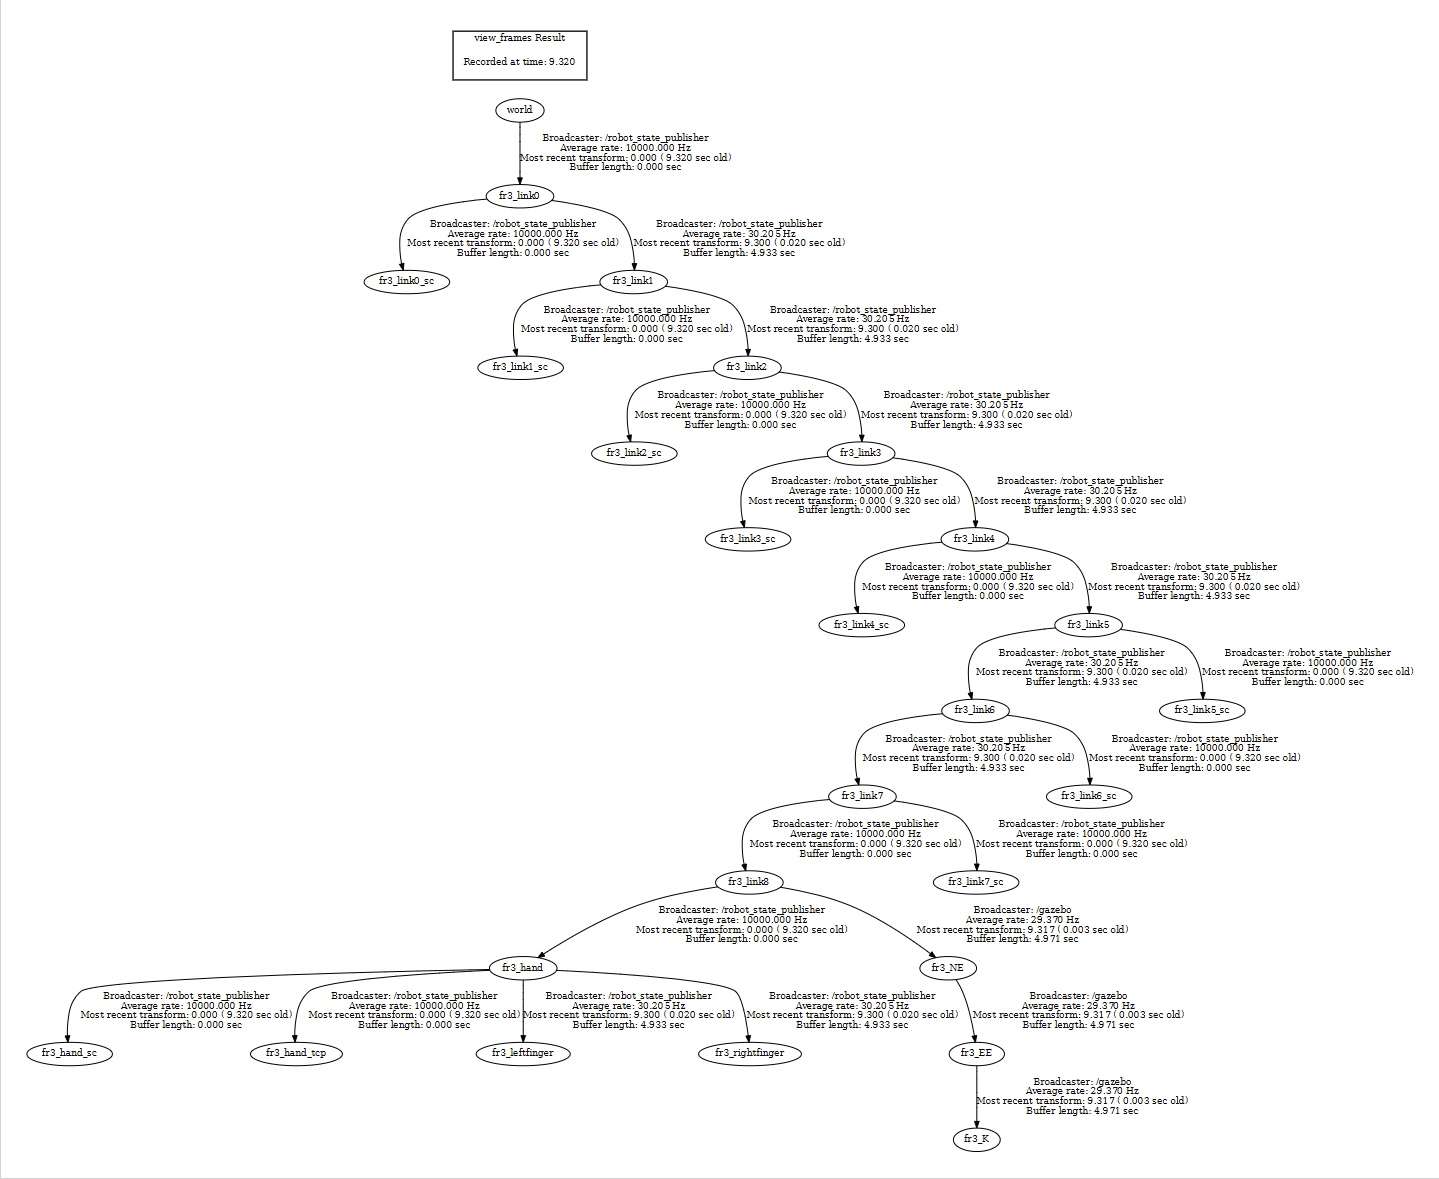 view_frames Result
Recorded at time: 9.320
world
Broadcaster: /robot_state_publisher
Average rate: 10000.000 Hz
Most recent transform: 0.000 ( 9.320 sec old)
Buffer length: 0.000 sec
fr3_link0
Broadcaster: /robot_state_publisher
Average rate: 10000.000 Hz
Most recent transform: 0.000 ( 9.320 sec old)
Buffer length: 0.000 sec
Broadcaster: /robot_state_publisher
Average rate: 30.205 Hz
Most recent transform: 9.300 ( 0.020 sec old)
Buffer length: 4.933 sec
fr3_link0_sc
fr3_link1
Broadcaster: /robot_state_publisher
Average rate: 10000.000 Hz
Most recent transform: 0.000 ( 9.320 sec old)
Buffer length: 0.000 sec
Broadcaster: /robot_state_publisher
Average rate: 30.205 Hz
Most recent transform: 9.300 ( 0.020 sec old)
Buffer length: 4.933 sec
fr3_link1_sc
fr3_link2
Broadcaster: /robot_state_publisher
Average rate: 10000.000 Hz
Most recent transform: 0.000 ( 9.320 sec old)
Buffer length: 0.000 sec
Broadcaster: /robot_state_publisher
Average rate: 30.205 Hz
Most recent transform: 9.300 ( 0.020 sec old)
Buffer length: 4.933 sec
fr3_link2_sc
fr3_link3
Broadcaster: /robot_state_publisher
Average rate: 10000.000 Hz
Most recent transform: 0.000 ( 9.320 sec old)
Buffer length: 0.000 sec
Broadcaster: /robot_state_publisher
Average rate: 30.205 Hz
Most recent transform: 9.300 ( 0.020 sec old)
Buffer length: 4.933 sec
fr3_link3_sc
fr3_link4
Broadcaster: /robot_state_publisher
Average rate: 10000.000 Hz
Most recent transform: 0.000 ( 9.320 sec old)
Buffer length: 0.000 sec
Broadcaster: /robot_state_publisher
Average rate: 30.205 Hz
Most recent transform: 9.300 ( 0.020 sec old)
Buffer length: 4.933 sec
fr3_link4_sc
fr3_link5
Broadcaster: /robot_state_publisher
Average rate: 30.205 Hz
Most recent transform: 9.300 ( 0.020 sec old)
Buffer length: 4.933 sec
Broadcaster: /robot_state_publisher
Average rate: 10000.000 Hz
Most recent transform: 0.000 ( 9.320 sec old)
Buffer length: 0.000 sec
fr3_link6
fr3_link5_sc
Broadcaster: /robot_state_publisher
Average rate: 30.205 Hz
Most recent transform: 9.300 ( 0.020 sec old)
Buffer length: 4.933 sec
Broadcaster: /robot_state_publisher
Average rate: 10000.000 Hz
Most recent transform: 0.000 ( 9.320 sec old)
Buffer length: 0.000 sec
fr3_link7
fr3_link6_sc
Broadcaster: /robot_state_publisher
Average rate: 10000.000 Hz
Most recent transform: 0.000 ( 9.320 sec old)
Buffer length: 0.000 sec
Broadcaster: /robot_state_publisher
Average rate: 10000.000 Hz
Most recent transform: 0.000 ( 9.320 sec old)
Buffer length: 0.000 sec
fr3_link8
fr3_link7_sc
Broadcaster: /robot_state_publisher
Average rate: 10000.000 Hz
Most recent transform: 0.000 ( 9.320 sec old)
Buffer length: 0.000 sec
Broadcaster: /gazebo
Average rate: 29.370 Hz
Most recent transform: 9.317 ( 0.003 sec old)
Buffer length: 4.971 sec
fr3_hand
fr3_NE
Broadcaster: /robot_state_publisher
Average rate: 10000.000 Hz
Most recent transform: 0.000 ( 9.320 sec old)
Buffer length: 0.000 sec
Broadcaster: /robot_state_publisher
Average rate: 10000.000 Hz
Most recent transform: 0.000 ( 9.320 sec old)
Buffer length: 0.000 sec
Broadcaster: /robot_state_publisher
Average rate: 30.205 Hz
Most recent transform: 9.300 ( 0.020 sec old)
Buffer length: 4.933 sec
Broadcaster: /robot_state_publisher
Average rate: 30.205 Hz
Most recent transform: 9.300 ( 0.020 sec old)
Buffer length: 4.933 sec
Broadcaster: /gazebo
Average rate: 29.370 Hz
Most recent transform: 9.317 ( 0.003 sec old)
Buffer length: 4.971 sec
fr3_hand_sc
fr3_hand_tcp
fr3_leftfinger
fr3_rightfinger
fr3_EE
Broadcaster: /gazebo
Average rate: 29.370 Hz
Most recent transform: 9.317 ( 0.003 sec old)
Buffer length: 4.971 sec
fr3_K